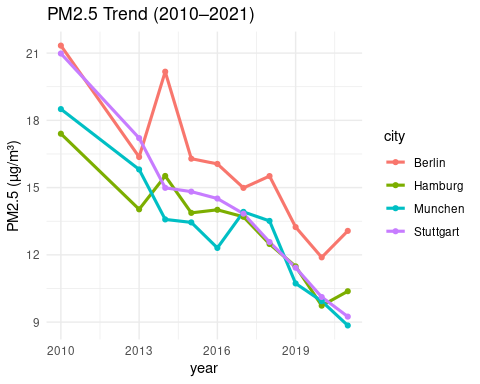 PM2.5 Trend (2010–2021)
21
18
15
12
9
PM2.5 (µg/m³)
2010 2013 2016 2019
year
city
Berlin
Hamburg
Munchen
Stuttgart